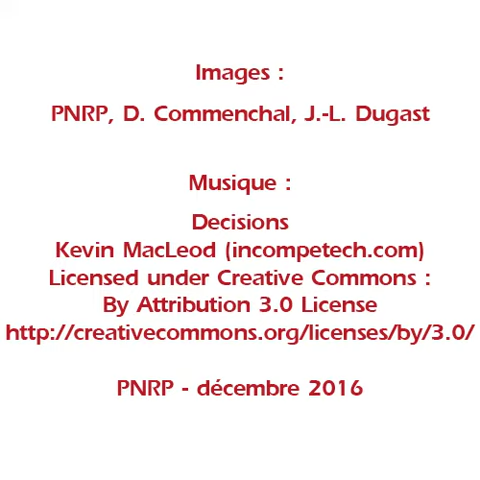 Images :
PNRP, D. Commenchal, J.-L. Dugast
Musique :
Decisions
Kevin MacLeod (incompetech.com)
Licensed under Creative Commons :
By Attribution 3.0 License
http://creativecommons.org/licenses/by/3.0/
PNRP - décembre 2016